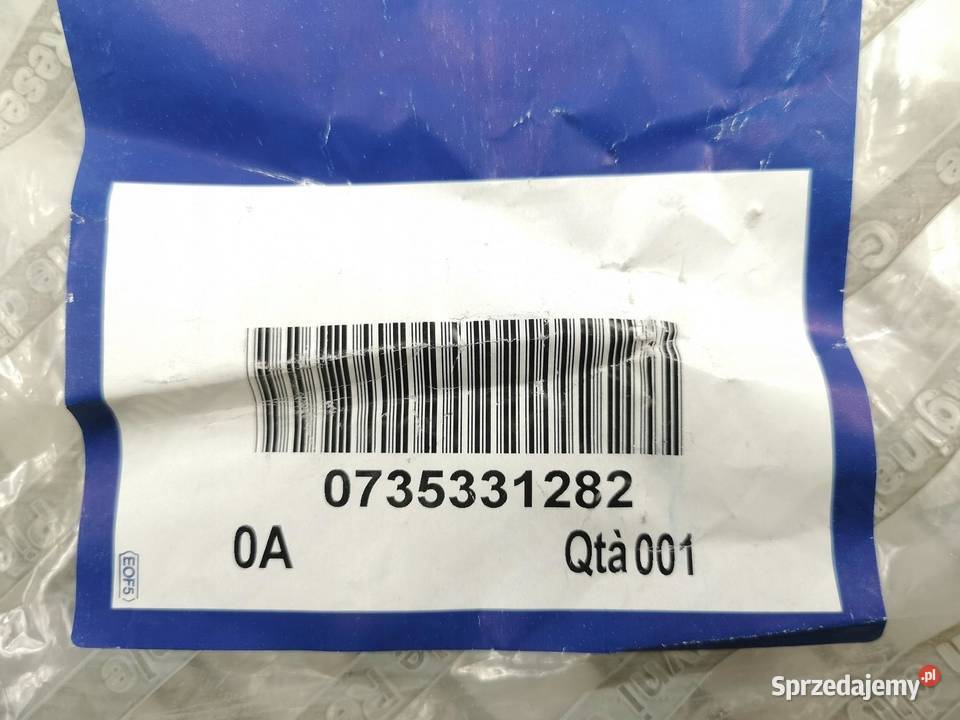 0735331282
0A
Qtà 001
EOF5
Sprzedajemy.pl